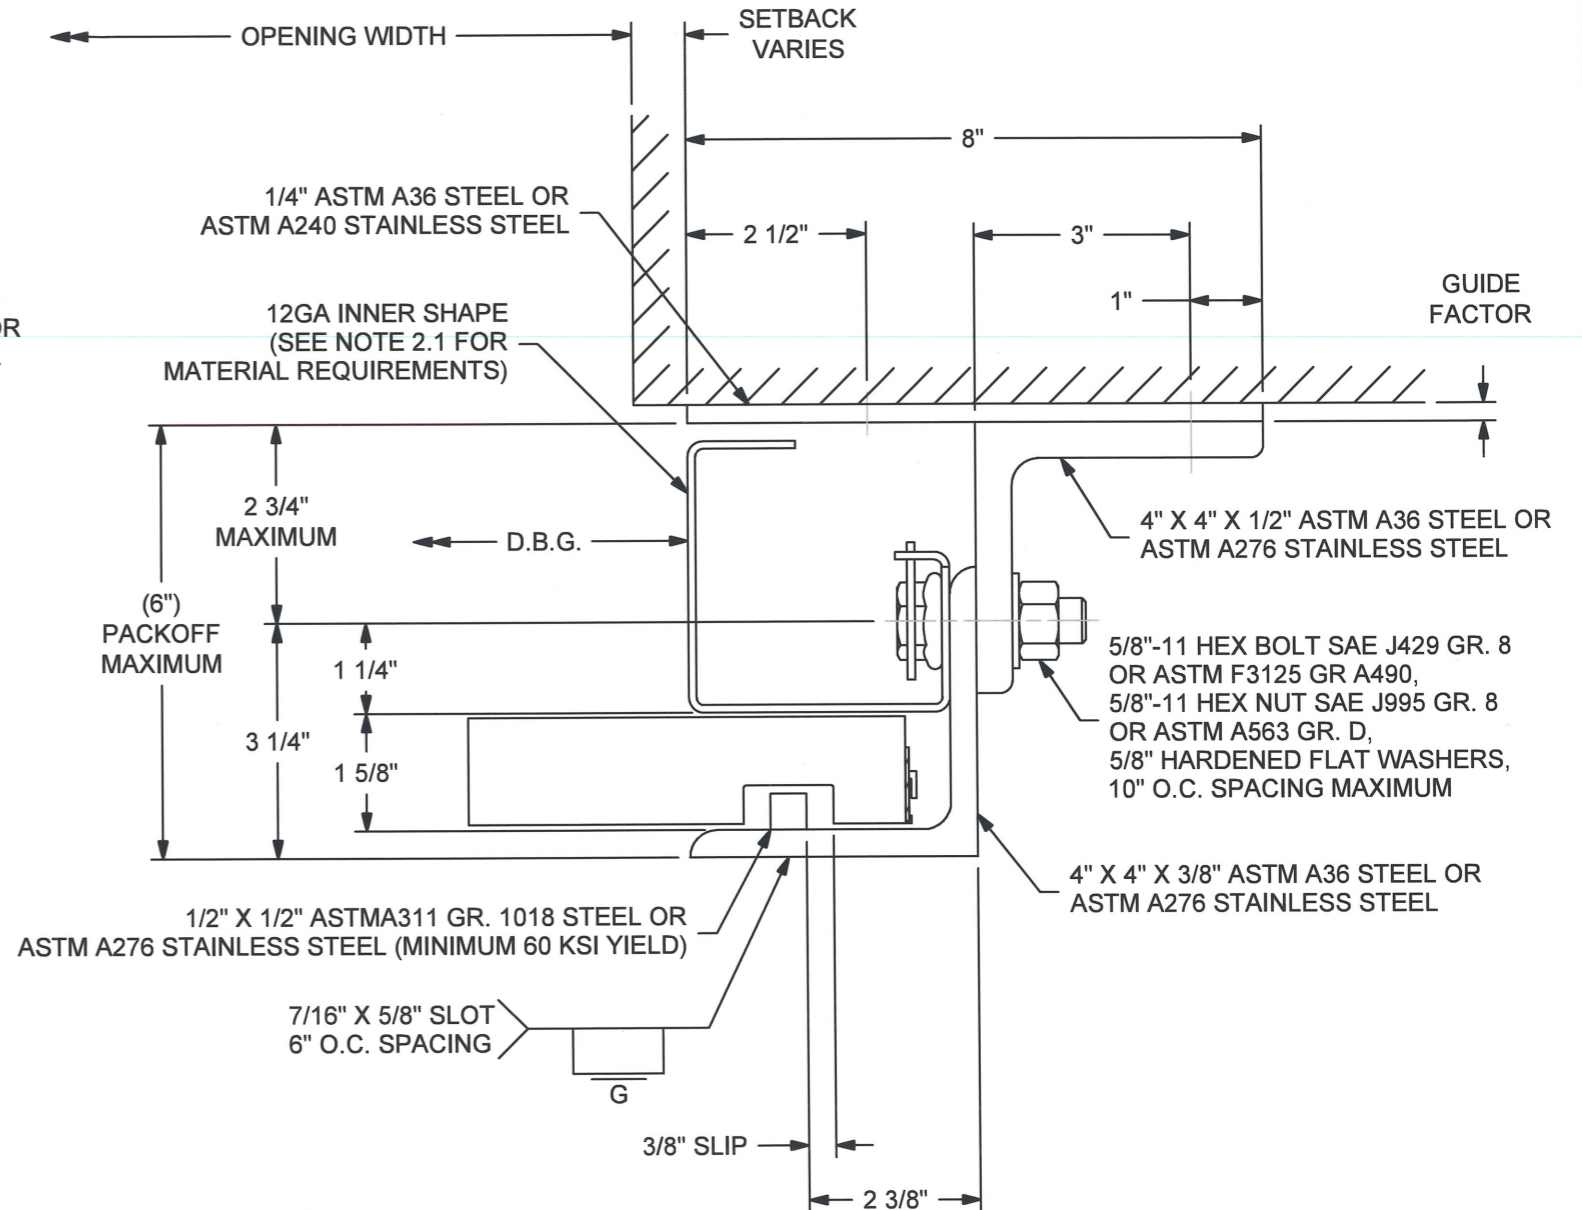 OPENING WIDTH
SETBACK
VARIES
8"
1/4" ASTM A36 STEEL OR
ASTM A240 STAINLESS STEEL
2 1/2"
3"
1"
GUIDE
FACTOR
OR
12GA INNER SHAPE
(SEE NOTE 2.1 FOR
MATERIAL REQUIREMENTS)
2 3/4"
MAXIMUM
D.B.G.
4" X 4" X 1/2" ASTM A36 STEEL OR
ASTM A276 STAINLESS STEEL
(6")
PACKOFF
MAXIMUM
1 1/4"
5/8"-11 HEX BOLT SAE J429 GR. 8
OR ASTM F3125 GR A490,
5/8"-11 HEX NUT SAE J995 GR. 8
OR ASTM A563 GR. D,
5/8" HARDENED FLAT WASHERS,
10" O.C. SPACING MAXIMUM
3 1/4"
1 5/8"
4" X 4" X 3/8" ASTM A36 STEEL OR
ASTM A276 STAINLESS STEEL
1/2" X 1/2" ASTMA311 GR. 1018 STEEL OR
ASTM A276 STAINLESS STEEL (MINIMUM 60 KSI YIELD)
7/16" X 5/8" SLOT
6" O.C. SPACING
G
3/8" SLIP
2 3/8"